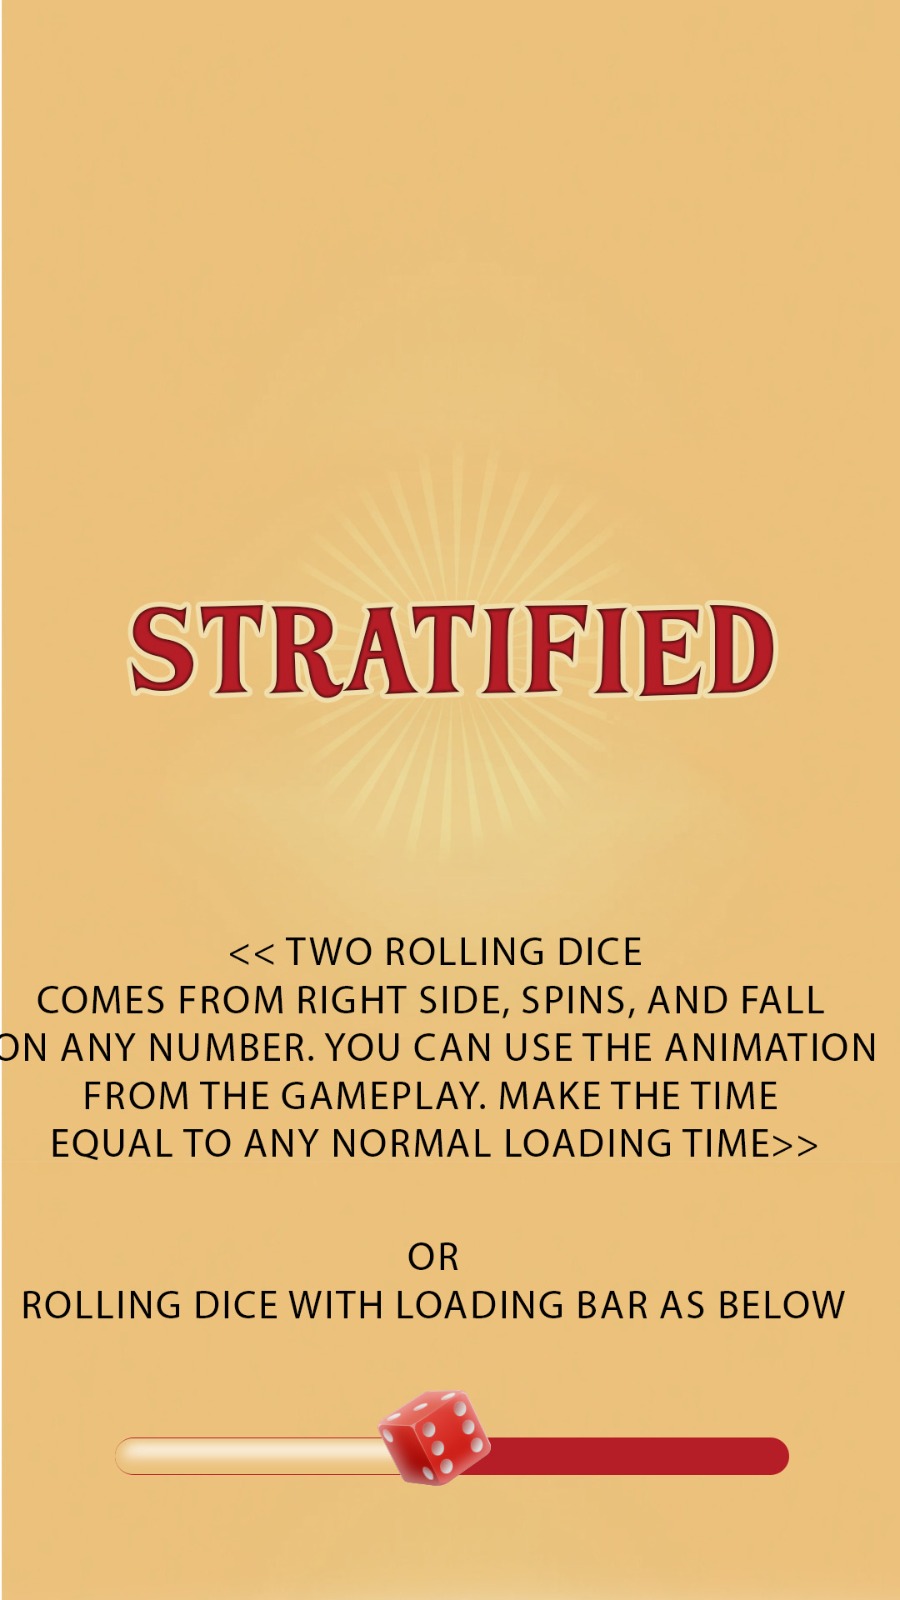 STRATIFIED
<< TWO ROLLING DICE
COMES FROM RIGHT SIDE, SPINS, AND FALL
ON ANY NUMBER. YOU CAN USE THE ANIMATION
FROM THE GAMEPLAY. MAKE THE TIME
EQUAL TO ANY NORMAL LOADING TIME>>
OR
ROLLING DICE WITH LOADING BAR AS BELOW